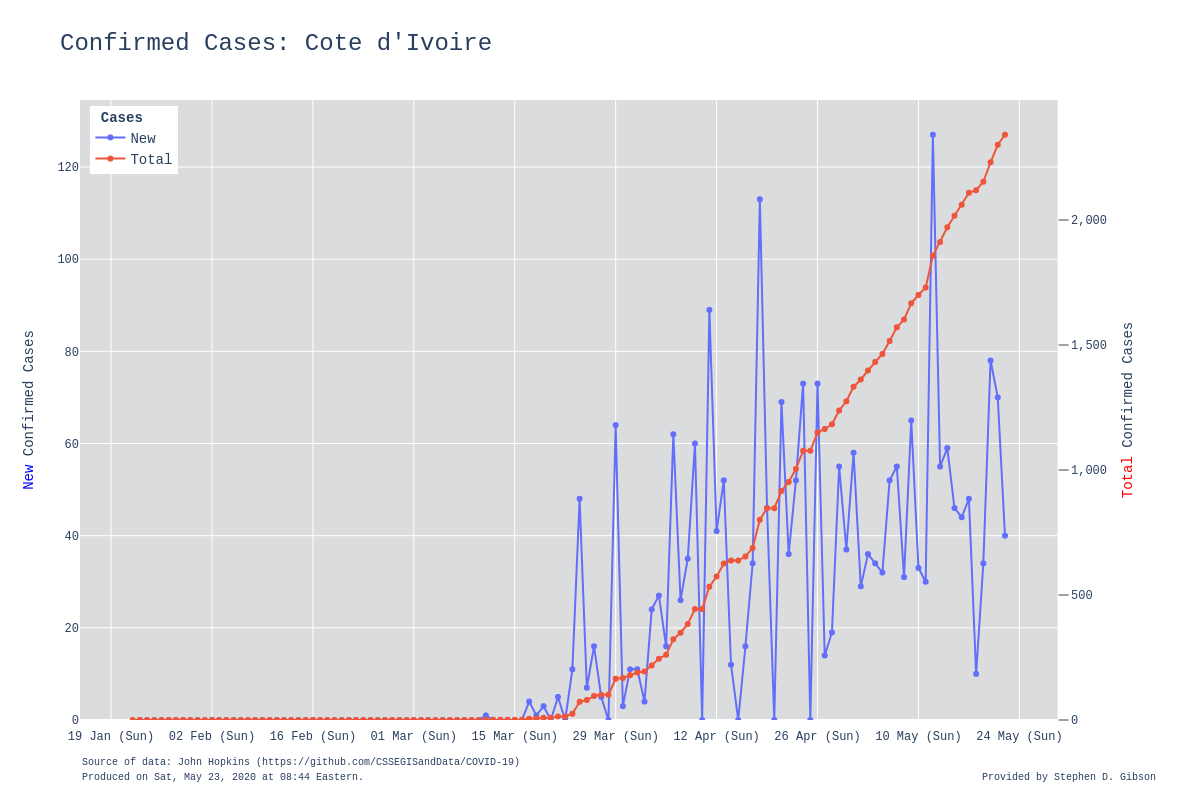 Confirmed Cases: Cote d'Ivoire
Cases
New
Total
120
100
80
60
40
20
0
2,000
1,500
1,000
500
0
New Confirmed Cases
Total Confirmed Cases
19 Jan (Sun) 02 Feb (Sun) 16 Feb (Sun) 01 Mar (Sun) 15 Mar (Sun) 29 Mar (Sun) 12 Apr (Sun) 26 Apr (Sun) 10 May (Sun) 24 May (Sun)
Source of data: John Hopkins (https://github.com/CSSEGISandData/COVID-19)
Produced on Sat, May 23, 2020 at 08:44 Eastern.
Provided by Stephen D. Gibson